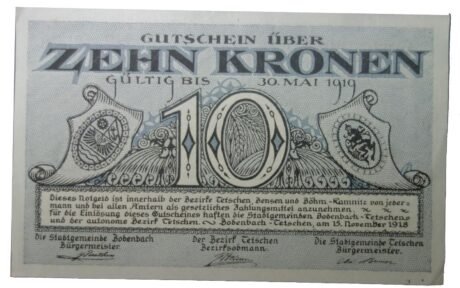 GUTSCHEIN ÜBER
ZEHN KRONEN
GÜLTIG BIS 30. MAI 1919
10
Dieses Notgeld ist innerhalb der Bezirke Tetschen Bensen und Böhm.-Kamnitz von jeder-
mann und bei allen Ämtern als gesetzliches Zahlungsmittel anzunehmen
für die Einlösung dieses Gutscheines haften die Stadtgemeinden Bodenbach-Tetschen
und der autonome Bezirk Tetschen Bodenbach-Tetschen, am 15. November 1918
Die Stadtgemeinde Bodenbach Der Bezirk Tetschen Die Stadtgemeinde Tetschen
Bürgermeister. Bezirksobmann. Bürgermeister.